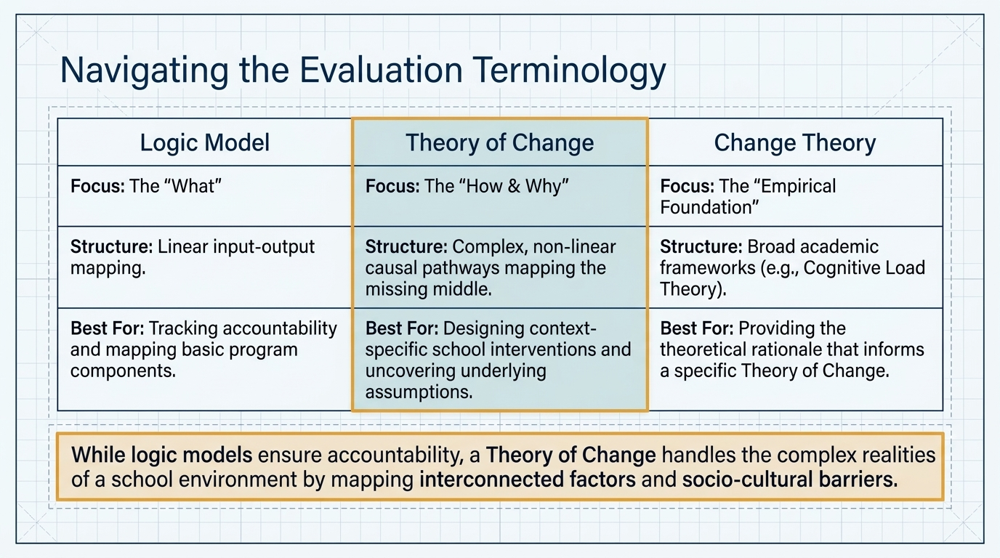 Navigating the Evaluation Terminology
Logic Model
Theory of Change
Change Theory
Focus: The “What”
Focus: The “How & Why”
Focus: The “Empirical
Foundation”
Structure: Linear input-output
mapping.
Structure: Complex, non-linear
causal pathways mapping the
missing middle.
Structure: Broad academic
frameworks (e.g., Cognitive Load
Theory).
Best For: Tracking accountability
and mapping basic program
components.
Best For: Designing context-
specific school interventions and
uncovering underlying
assumptions.
Best For: Providing the
theoretical rationale that informs
a specific Theory of Change.
While logic models ensure accountability, a Theory of Change handles the complex realities
of a school environment by mapping interconnected factors and socio-cultural barriers.